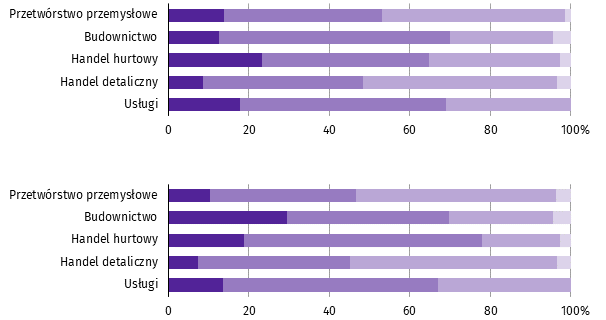 Przetwórstwo przemysłowe
Budownictwo
Handel hurtowy
Handel detaliczny
Usługi
0 20 40 60 80 100%
Przetwórstwo przemysłowe
Budownictwo
Handel hurtowy
Handel detaliczny
Usługi
0 20 40 60 80 100%